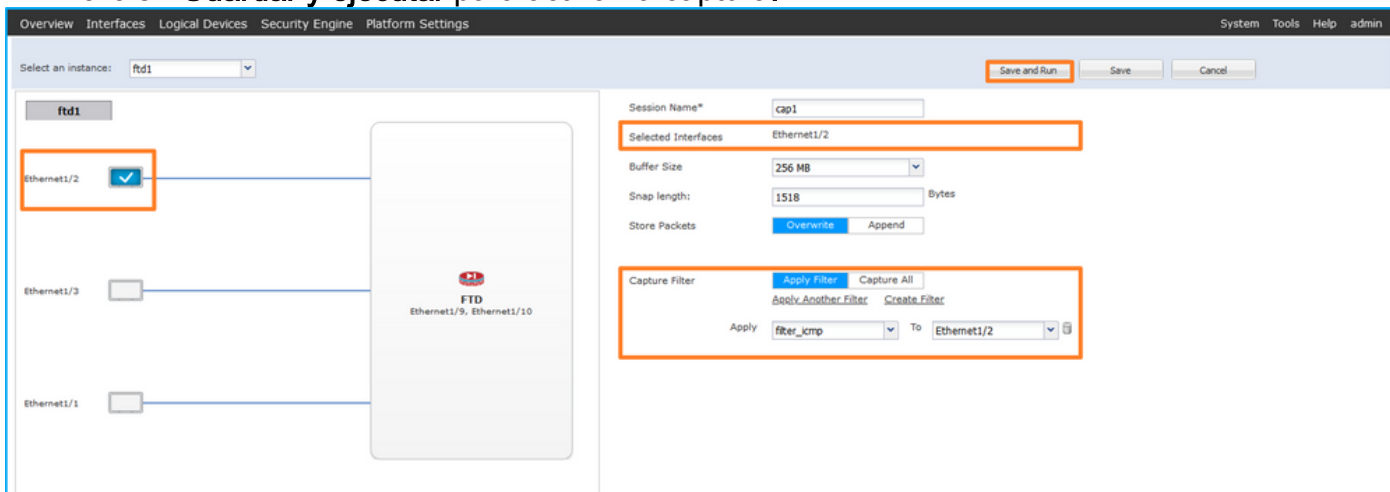 Guardar y ejecutar
Overview Interfaces Logical Devices Security Engine Platform Settings System Tools Help admin
Select an instance: ftd1 Save and Run Save Cancel
ftd1
Ethernet1/2
Ethernet1/3
Ethernet1/1
FTD
Ethernet1/9, Ethernet1/10
Session Name* cap1
Selected Interfaces Ethernet1/2
Buffer Size 256 MB
Snap length: 1518 Bytes
Store Packets Overwrite Append
Capture Filter Apply Filter Capture All
Apply Another Filter Create Filter
Apply filter_icmp To Ethernet1/2